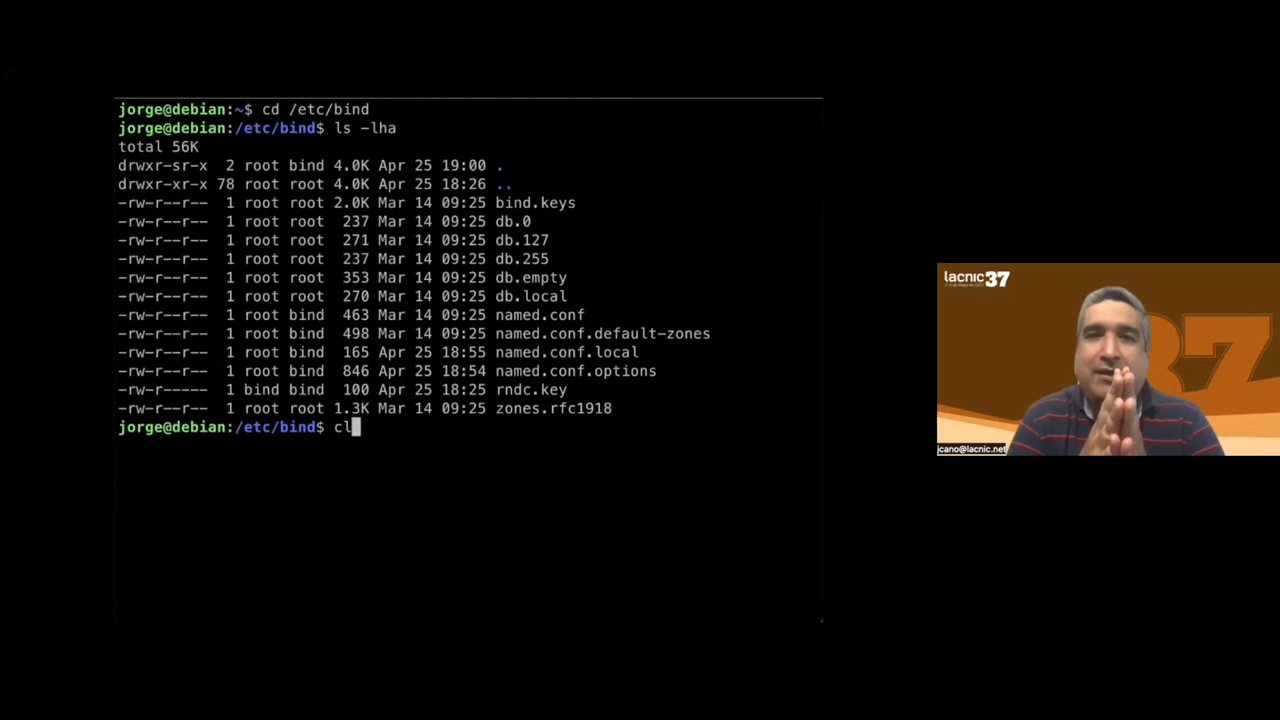 jorge@debian:~$ cd /etc/bind
jorge@debian:/etc/bind$ ls -lha
total 56K
drwxr-sr-x 2 root bind 4.0K Apr 25 19:00 .
drwxr-xr-x 78 root root 4.0K Apr 25 18:26 ..
-rw-r--r-- 1 root root 2.0K Mar 14 09:25 bind.keys
-rw-r--r-- 1 root root 237 Mar 14 09:25 db.0
-rw-r--r-- 1 root root 271 Mar 14 09:25 db.127
-rw-r--r-- 1 root root 237 Mar 14 09:25 db.255
-rw-r--r-- 1 root root 353 Mar 14 09:25 db.empty
-rw-r--r-- 1 root root 270 Mar 14 09:25 db.local
-rw-r--r-- 1 root bind 463 Mar 14 09:25 named.conf
-rw-r--r-- 1 root bind 498 Mar 14 09:25 named.conf.default-zones
-rw-r--r-- 1 root bind 165 Apr 25 18:55 named.conf.local
-rw-r--r-- 1 root bind 846 Apr 25 18:54 named.conf.options
-rw-r----- 1 bind bind 100 Apr 25 18:25 rndc.key
-rw-r--r-- 1 root root 1.3K Mar 14 09:25 zones.rfc1918
jorge@debian:/etc/bind$ cl
lacnic 37
37
jcano@lacnic.net